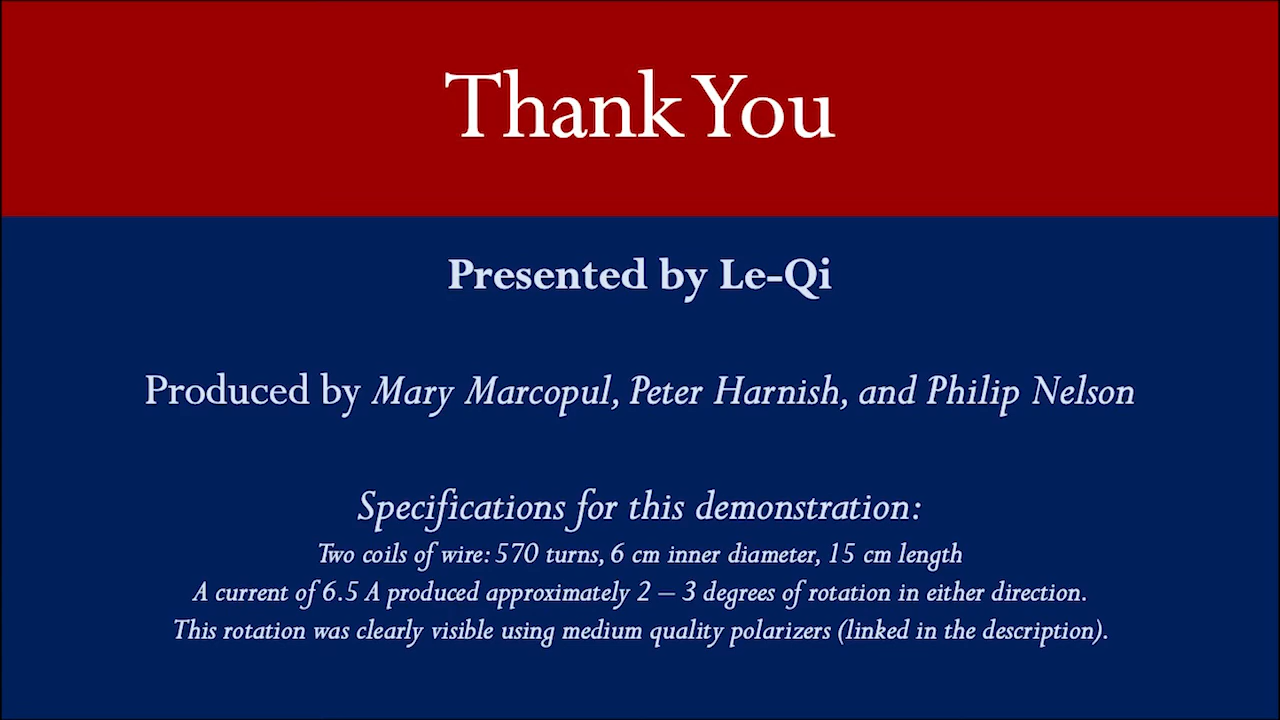 Thank You
Presented by Le-Qi
Produced by Mary Marcopul, Peter Harnish, and Philip Nelson
Specifications for this demonstration:
Two coils of wire: 570 turns, 6 cm inner diameter, 15 cm length
A current of 6.5 A produced approximately 2 – 3 degrees of rotation in either direction.
This rotation was clearly visible using medium quality polarizers (linked in the description).